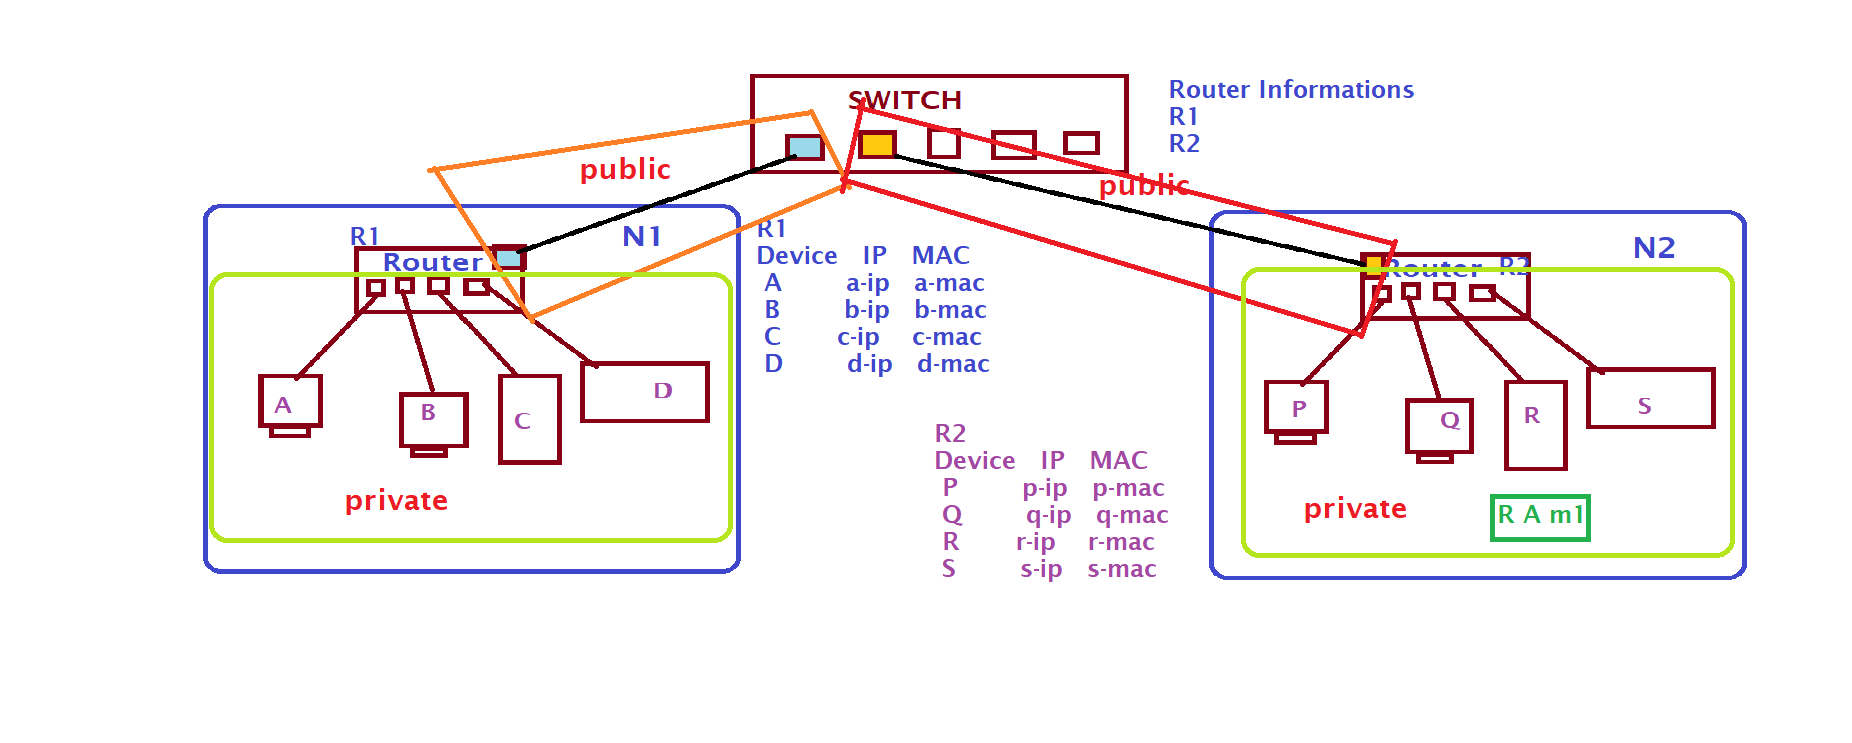 SWITCH
Router Informations
R1
R2
public
public
R1
N1
Router
R1
Device IP MAC
A a-ip a-mac
B b-ip b-mac
C c-ip c-mac
D d-ip d-mac
N2
Router R2
A
B
C
D
private
R2
Device IP MAC
P p-ip p-mac
Q q-ip q-mac
R r-ip r-mac
S s-ip s-mac
P
Q
R
S
private
R A m1